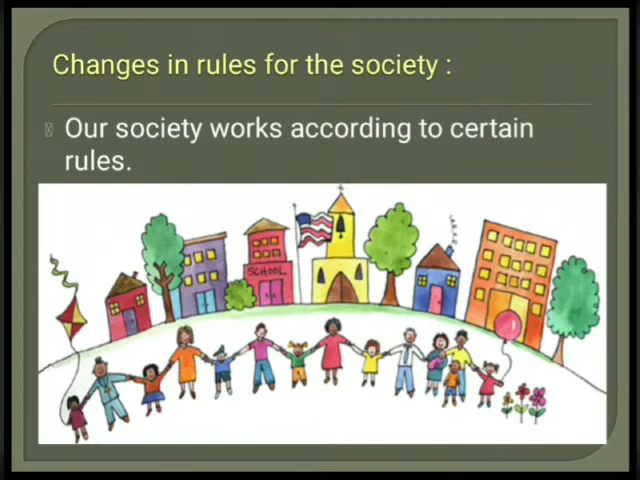 Changes in rules for the society :
Our society works according to certain
rules.
SCHOOL